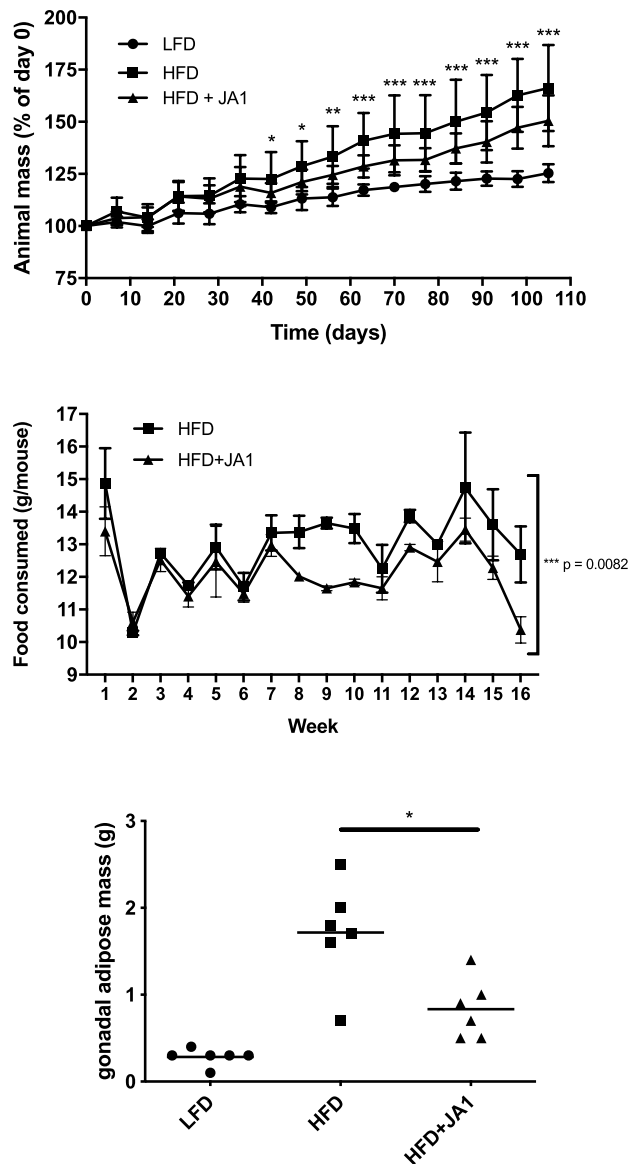 200
175
150
125
100
75
Animal mass (% of day 0)
LFD
HFD
HFD + JA1
* * ** *** *** *** *** *** *** ***
0 10 20 30 40 50 60 70 80 90 100 110
Time (days)
17
16
15
14
13
12
11
10
9
Food consumed (g/mouse)
HFD
HFD+JA1
*** p = 0.0082
1 2 3 4 5 6 7 8 9 10 11 12 13 14 15 16
Week
3
2
1
0
gonadal adipose mass (g)
*
LFD
HFD
HFD+JA1